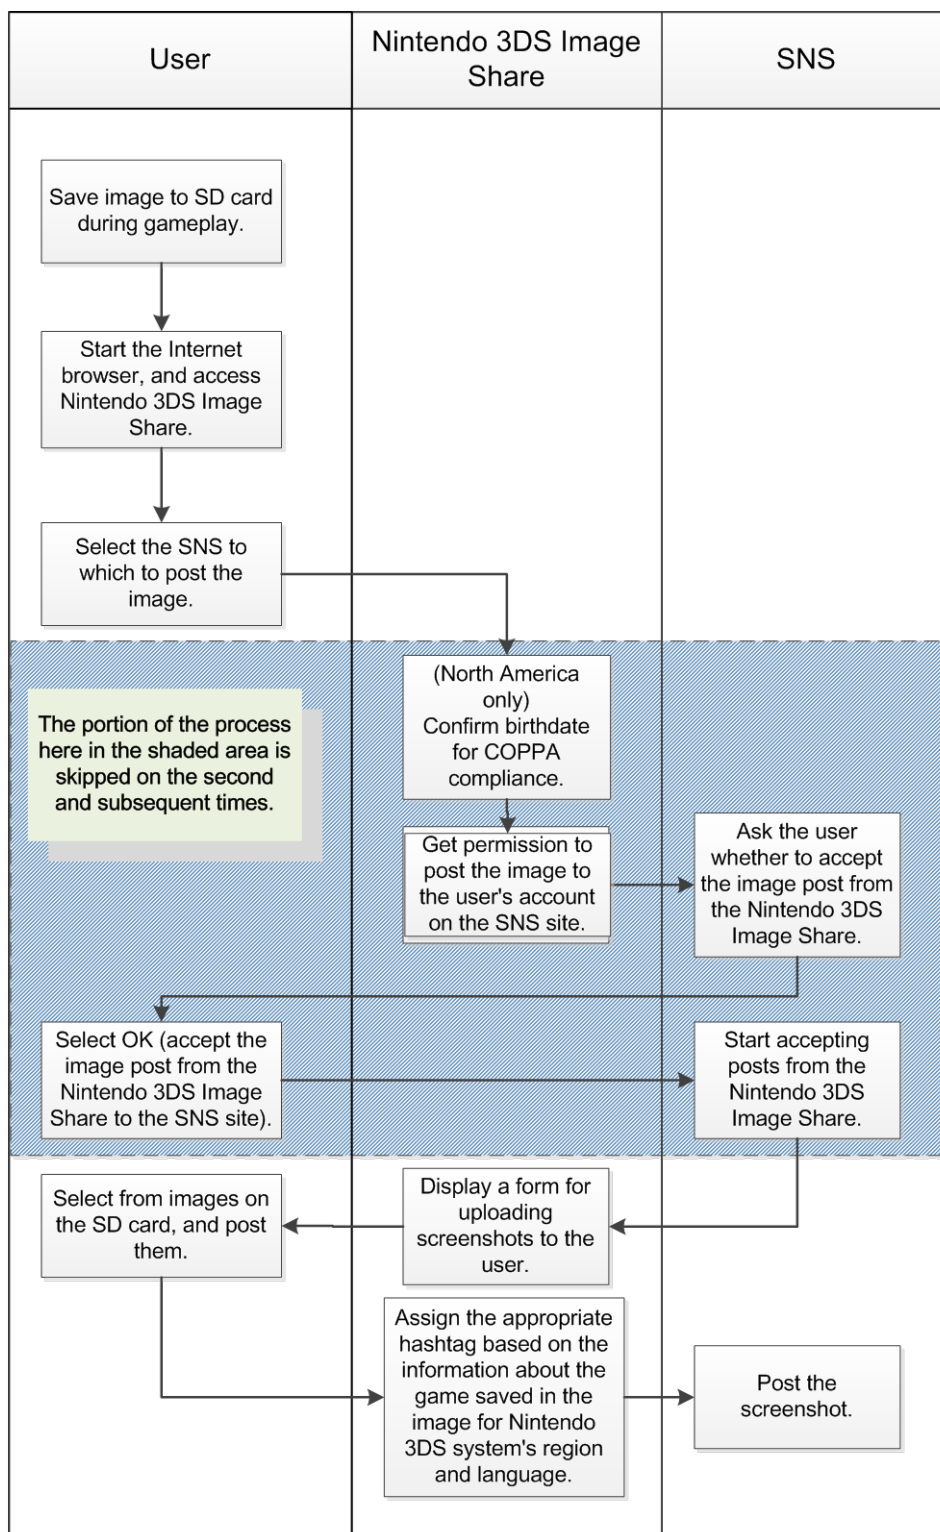 User
Nintendo 3DS Image
Share
SNS
Save image to SD card
during gameplay.
Start the Internet
browser, and access
Nintendo 3DS Image
Share.
Select the SNS to
which to post the
image.
(North America
only)
Confirm birthdate
for COPPA
compliance.
The portion of the process
here in the shaded area is
skipped on the second
and subsequent times.
Get permission to
post the image to
the user's account
on the SNS site.
Ask the user
whether to accept
the image post from
the Nintendo 3DS
Image Share.
Select OK (accept the
image post from the
Nintendo 3DS Image
Share to the SNS site).
Start accepting
posts from the
Nintendo 3DS
Image Share.
Display a form for
uploading
screenshots to the
user.
Select from images on
the SD card, and post
them.
Assign the appropriate
hashtag based on the
information about the
game saved in the
image for Nintendo
3DS system's region
and language.
Post the
screenshot.